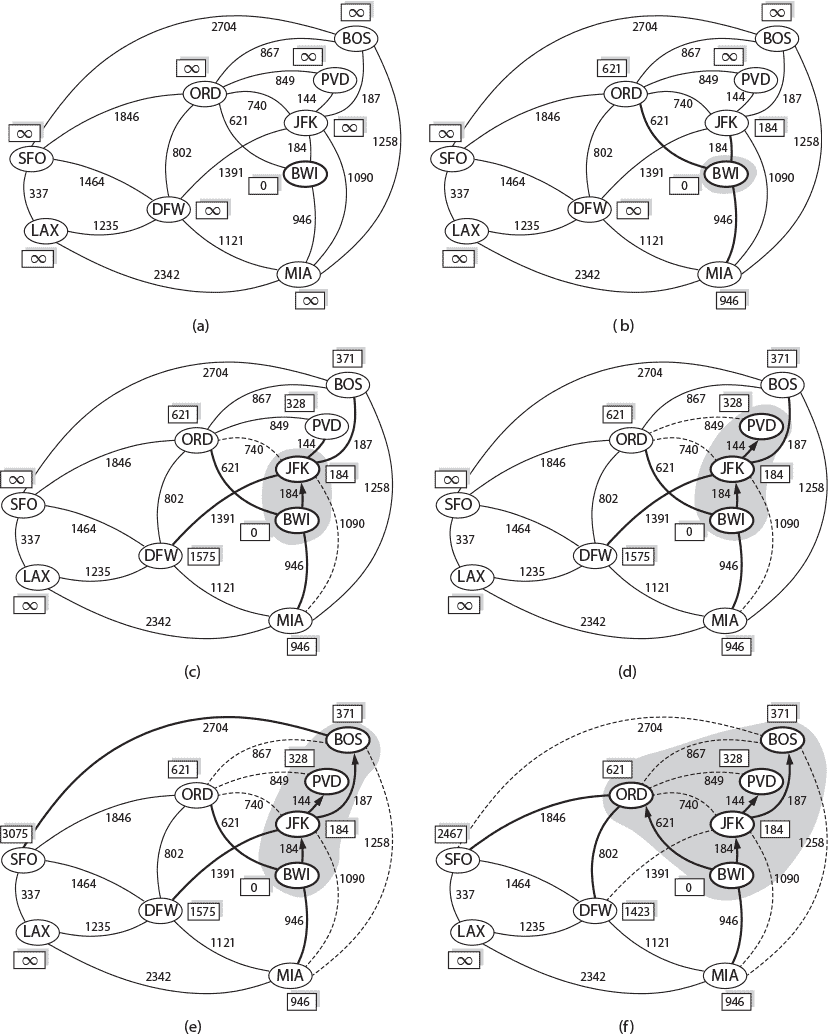 ∞ ∞
2704 BOS 2704 BOS
867 ∞ 867 ∞
∞ 849 PVD 621 849 PVD
ORD 144 187 ORD 144 187
740 740
1846 621 JFK ∞ 1846 621 JFK 184
∞ 184 1258 ∞ 184 1258
SFO 802 SFO 802
1464 1391 BWI 1090 1464 1391 BWI 1090
337 0 337 0
DFW ∞ DFW ∞
LAX 1235 946 LAX 1235 946
∞ 1121 ∞ 1121
2342 MIA 2342 MIA
∞ 946
(a) (b)
371 371
2704 BOS 2704 BOS
867 328 867 328
621 849 PVD 621 849 PVD
ORD 144 187 ORD 144 187
740 740
1846 621 JFK 184 1846 621 JFK 184
∞ 184 1258 ∞ 184 1258
SFO 802 SFO 802
1464 1391 BWI 1090 1464 1391 BWI 1090
337 0 337 0
DFW 1575 DFW 1575
LAX 1235 946 LAX 1235 946
∞ 1121 ∞ 1121
2342 MIA 2342 MIA
946 946
(c) (d)
371 371
2704 BOS 2704 BOS
867 328 867 328
621 849 PVD 621 849 PVD
ORD 144 187 ORD 144 187
740 740
1846 621 JFK 184 1846 621 JFK 184
3075 184 1258 2467 184 1258
SFO 802 SFO 802
1464 1391 BWI 1090 1464 1391 BWI 1090
337 0 337 0
DFW 1575 DFW 1423
LAX 1235 946 LAX 1235 946
∞ 1121 ∞ 1121
2342 MIA 2342 MIA
946 946
(e) (f)